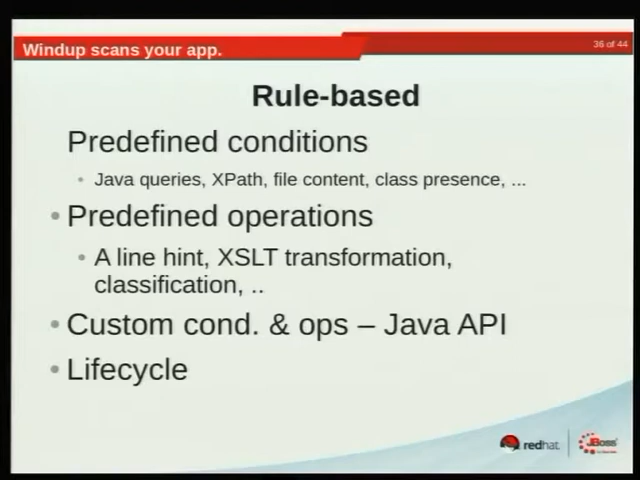 Windup scans your app.
36 of 44
Rule-based
Predefined conditions
• Java queries, XPath, file content, class presence, ...
• Predefined operations
• A line hint, XSLT transformation,
classification, ..
• Custom cond. & ops – Java API
• Lifecycle
redhat.
JBoss